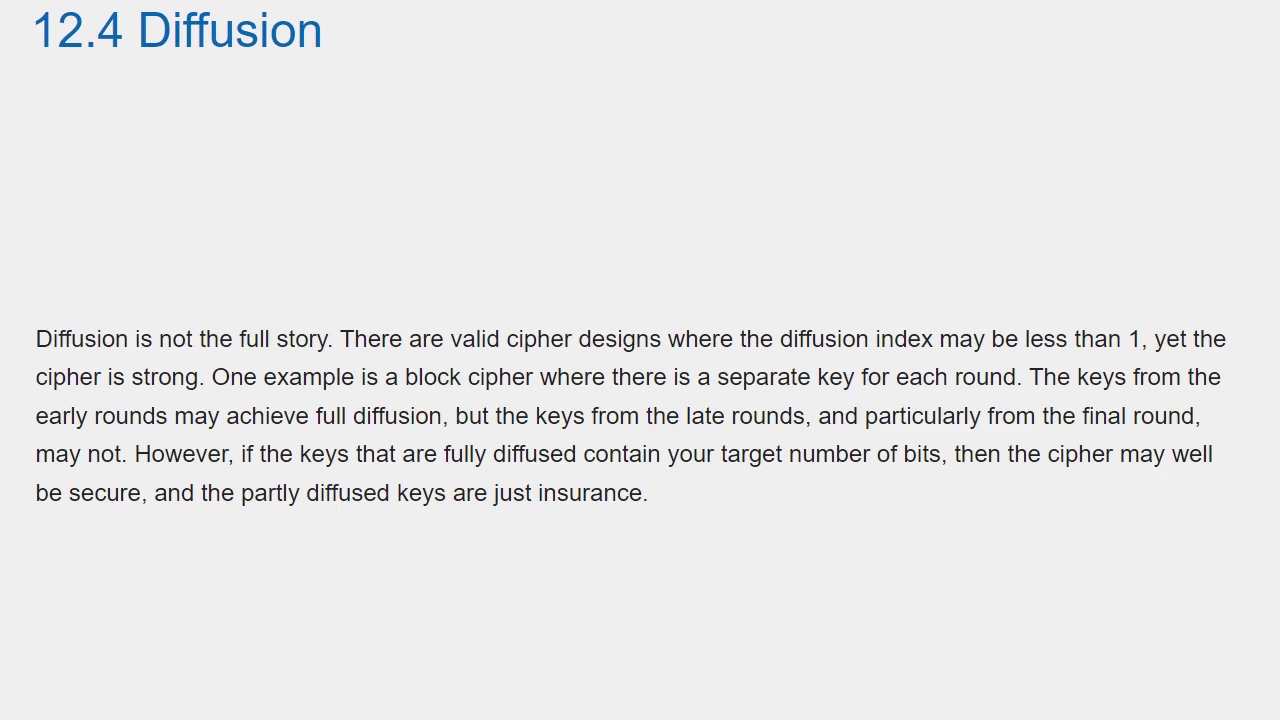 12.4 Diffusion
Diffusion is not the full story. There are valid cipher designs where the diffusion index may be less than 1, yet the
cipher is strong. One example is a block cipher where there is a separate key for each round. The keys from the
early rounds may achieve full diffusion, but the keys from the late rounds, and particularly from the final round,
may not. However, if the keys that are fully diffused contain your target number of bits, then the cipher may well
be secure, and the partly diffused keys are just insurance.